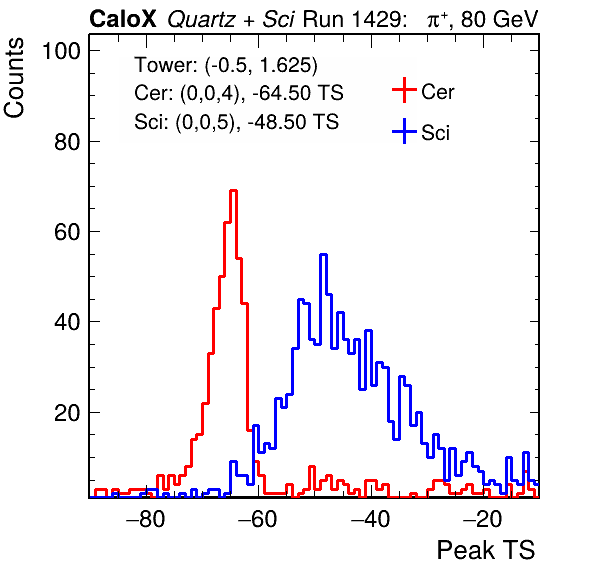 CaloX Quartz + Sci Run 1429: π+, 80 GeV
Counts
100
80
60
40
20
Tower: (-0.5, 1.625)
Cer: (0,0,4), -64.50 TS
Sci: (0,0,5), -48.50 TS
Cer
Sci
−80 −60 −40 −20
Peak TS